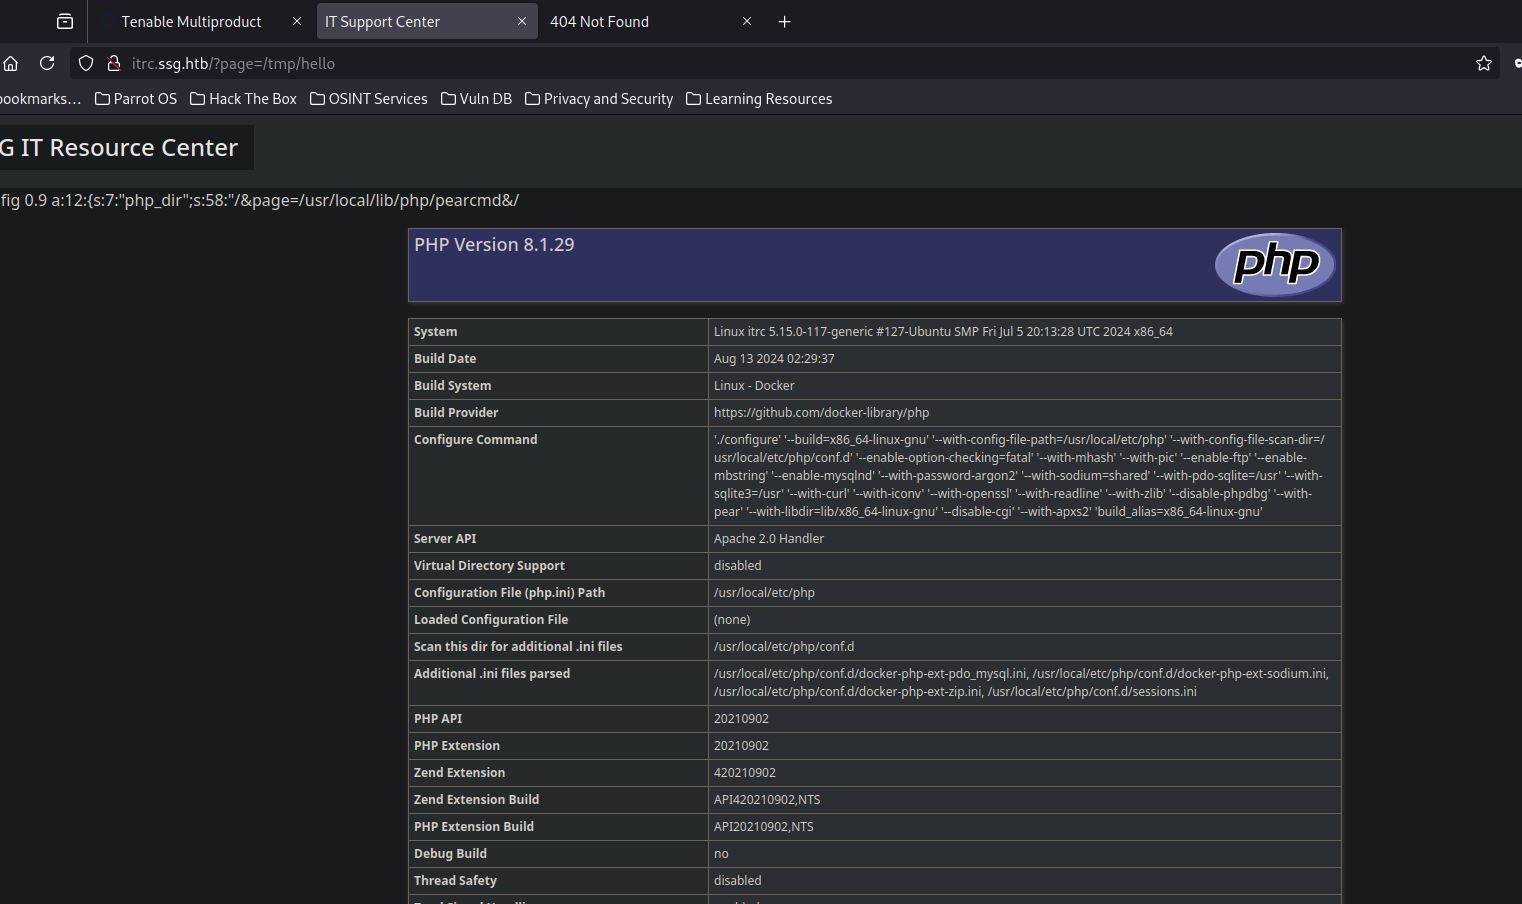 Tenable Multiproduct IT Support Center 404 Not Found
itrc.ssg.htb/?page=/tmp/hello
ookmarks... Parrot OS Hack The Box OSINT Services Vuln DB Privacy and Security Learning Resources
G IT Resource Center
fig 0.9 a:12:{s:7:"php_dir";s:58:"/&page=/usr/local/lib/php/pearcmd&/
PHP Version 8.1.29
php
System Linux itrc 5.15.0-117-generic #127-Ubuntu SMP Fri Jul 5 20:13:28 UTC 2024 x86_64
Build Date Aug 13 2024 02:29:37
Build System Linux - Docker
Build Provider https://github.com/docker-library/php
Configure Command './configure' '--build=x86_64-linux-gnu' '--with-config-file-path=/usr/local/etc/php' '--with-config-file-scan-dir=/
usr/local/etc/php/conf.d' '--enable-option-checking=fatal' '--with-mhash' '--with-pic' '--enable-ftp' '--enable-
mbstring' '--enable-mysqlnd' '--with-password-argon2' '--with-sodium=shared' '--with-pdo-sqlite=/usr' '--with-
sqlite3=/usr' '--with-curl' '--with-iconv' '--with-openssl' '--with-readline' '--with-zlib' '--disable-phpdbg' '--with-
pear' '--with-libdir=lib/x86_64-linux-gnu' '--disable-cgi' '--with-apxs2' 'build_alias=x86_64-linux-gnu'
Server API Apache 2.0 Handler
Virtual Directory Support disabled
Configuration File (php.ini) Path /usr/local/etc/php
Loaded Configuration File (none)
Scan this dir for additional .ini files /usr/local/etc/php/conf.d
Additional .ini files parsed /usr/local/etc/php/conf.d/docker-php-ext-pdo_mysql.ini, /usr/local/etc/php/conf.d/docker-php-ext-sodium.ini,
/usr/local/etc/php/conf.d/docker-php-ext-zip.ini, /usr/local/etc/php/conf.d/sessions.ini
PHP API 20210902
PHP Extension 20210902
Zend Extension 420210902
Zend Extension Build API420210902,NTS
PHP Extension Build API20210902,NTS
Debug Build no
Thread Safety disabled